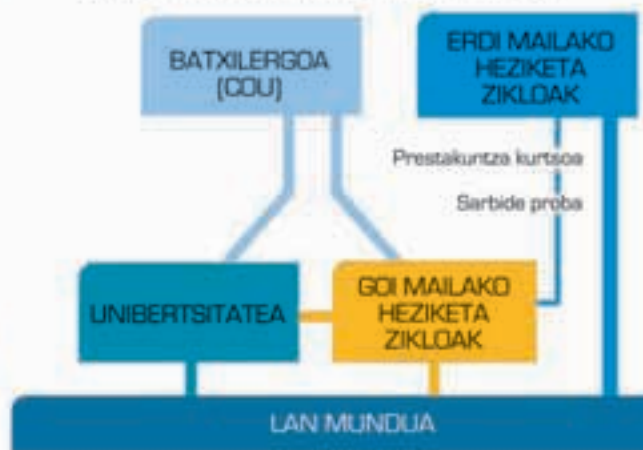 BATXILERGOA
(COU)
ERDI MAILAKO
HEZIKETA
ZIKLOAK
Prestakuntza kurtsoa
Sarbide proba
UNIBERTSITATEA
GOI MAILAKO
HEZIKETA
ZIKLOAK
LAN MUNDUA